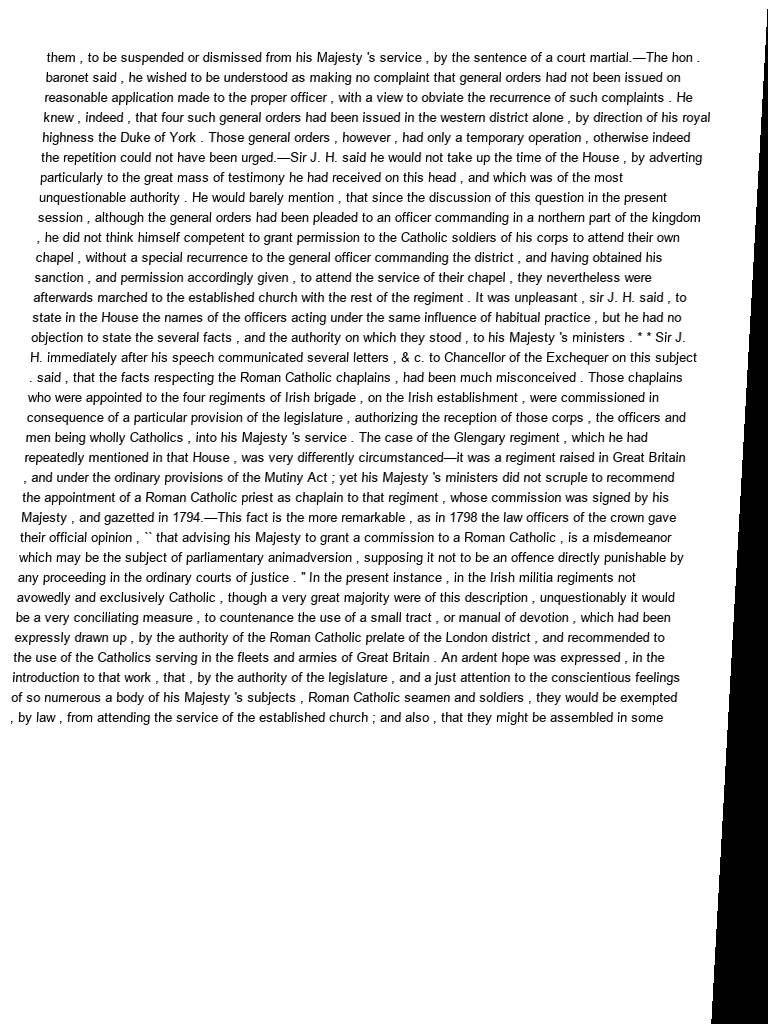 them , to be suspended or dismissed from his Majesty 's service , by the sentence of a court martial.—The hon .
baronet said , he wished to be understood as making no complaint that general orders had not been issued on
reasonable application made to the proper officer , with a view to obviate the recurrence of such complaints . He
knew , indeed , that four such general orders had been issued in the western district alone , by direction of his royal
highness the Duke of York . Those general orders , however , had only a temporary operation , otherwise indeed
the repetition could not have been urged.—Sir J. H. said he would not take up the time of the House , by adverting
particularly to the great mass of testimony he had received on this head , and which was of the most
unquestionable authority . He would barely mention , that since the discussion of this question in the present
session , although the general orders had been pleaded to an officer commanding in a northern part of the kingdom
, he did not think himself competent to grant permission to the Catholic soldiers of his corps to attend their own
chapel , without a special recurrence to the general officer commanding the district , and having obtained his
sanction , and permission accordingly given , to attend the service of their chapel , they nevertheless were
afterwards marched to the established church with the rest of the regiment . It was unpleasant , sir J. H. said , to
state in the House the names of the officers acting under the same influence of habitual practice , but he had no
objection to state the several facts , and the authority on which they stood , to his Majesty 's ministers . * * Sir J.
H. immediately after his speech communicated several letters , & c. to Chancellor of the Exchequer on this subject
. said , that the facts respecting the Roman Catholic chaplains , had been much misconceived . Those chaplains
who were appointed to the four regiments of Irish brigade , on the Irish establishment , were commissioned in
consequence of a particular provision of the legislature , authorizing the reception of those corps , the officers and
men being wholly Catholics , into his Majesty 's service . The case of the Glengary regiment , which he had
repeatedly mentioned in that House , was very differently circumstanced—it was a regiment raised in Great Britain
, and under the ordinary provisions of the Mutiny Act ; yet his Majesty 's ministers did not scruple to recommend
the appointment of a Roman Catholic priest as chaplain to that regiment , whose commission was signed by his
Majesty , and gazetted in 1794.—This fact is the more remarkable , as in 1798 the law officers of the crown gave
their official opinion , `` that advising his Majesty to grant a commission to a Roman Catholic , is a misdemeanor
which may be the subject of parliamentary animadversion , supposing it not to be an offence directly punishable by
any proceeding in the ordinary courts of justice . " In the present instance , in the Irish militia regiments not
avowedly and exclusively Catholic , though a very great majority were of this description , unquestionably it would
be a very conciliating measure , to countenance the use of a small tract , or manual of devotion , which had been
expressly drawn up , by the authority of the Roman Catholic prelate of the London district , and recommended to
the use of the Catholics serving in the fleets and armies of Great Britain . An ardent hope was expressed , in the
introduction to that work , that , by the authority of the legislature , and a just attention to the conscientious feelings
of so numerous a body of his Majesty 's subjects , Roman Catholic seamen and soldiers , they would be exempted
, by law , from attending the service of the established church ; and also , that they might be assembled in some